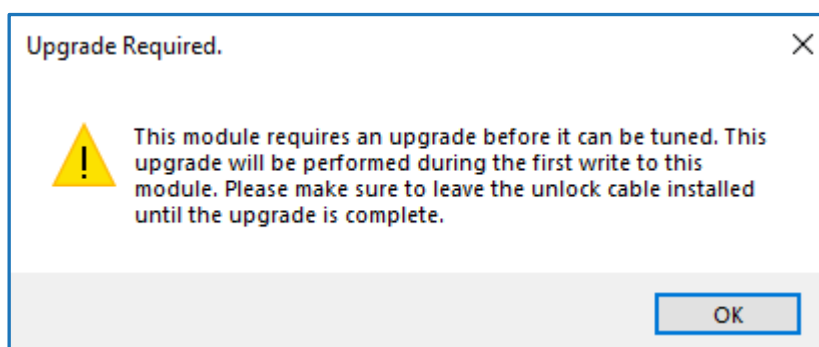 Upgrade Required.
This module requires an upgrade before it can be tuned. This
upgrade will be performed during the first write to this
module. Please make sure to leave the unlock cable installed
until the upgrade is complete.
OK